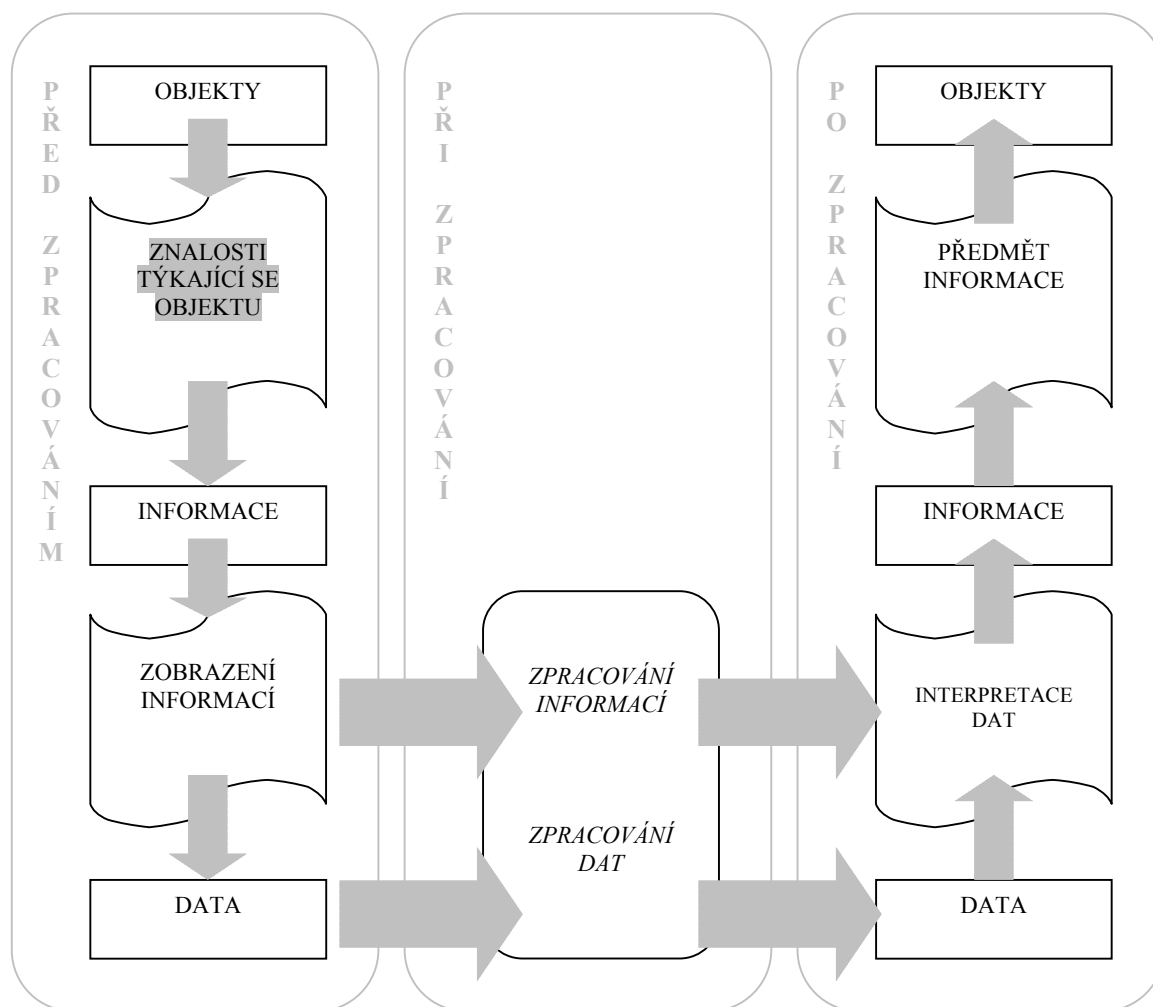 PŘED ZPRACOVÁNÍM
OBJEKTY
ZNALOSTI
TÝKAJÍCÍ SE
OBJEKTU
INFORMACE
ZOBRAZENÍ
INFORMACÍ
DATA
PŘI ZPRACOVÁNÍ
ZPRACOVÁNÍ
INFORMACÍ
ZPRACOVÁNÍ
DAT
PO ZPRACOVÁNÍ
OBJEKTY
PŘEDMĚT
INFORMACE
INFORMACE
INTERPRETACE
DAT
DATA